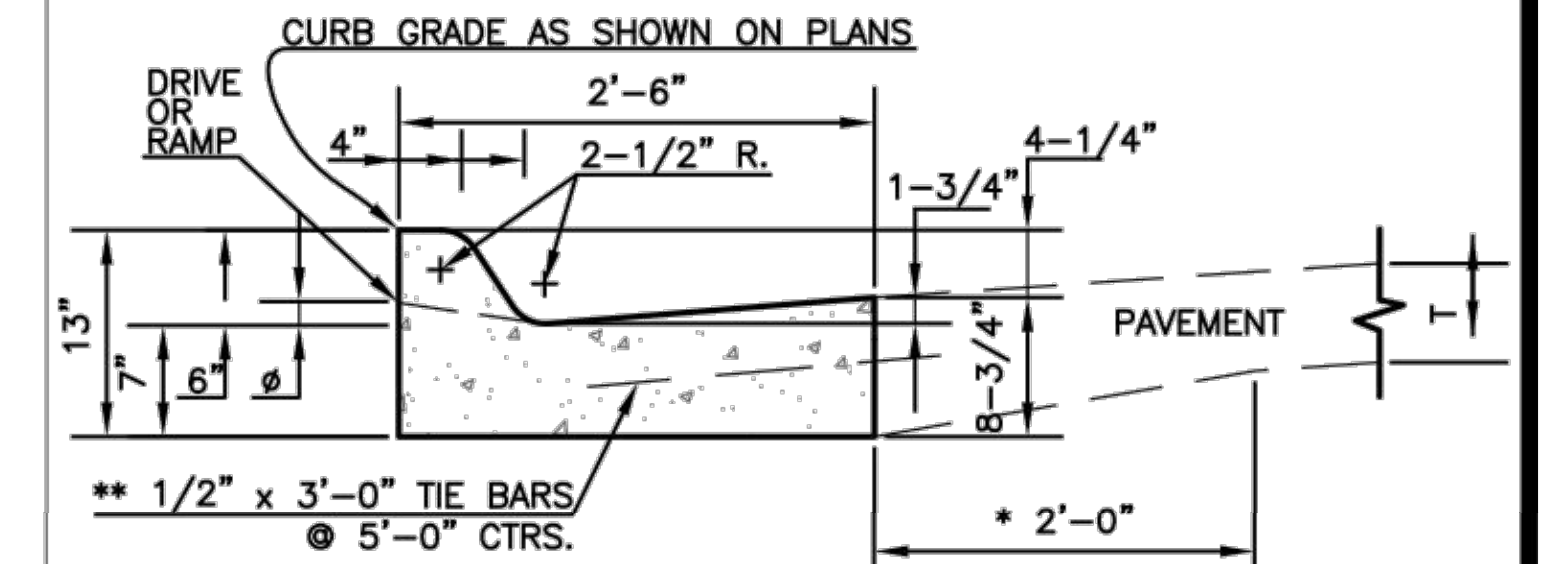 CURB GRADE AS SHOWN ON PLANS
DRIVE
OR
RAMP
2'-6"
4"
2-1/2" R.
4-1/4"
1-3/4"
13"
7"
6"
ø
8-3/4"
PAVEMENT
T
** 1/2" x 3'-0" TIE BARS
@ 5'-0" CTRS.
* 2'-0"